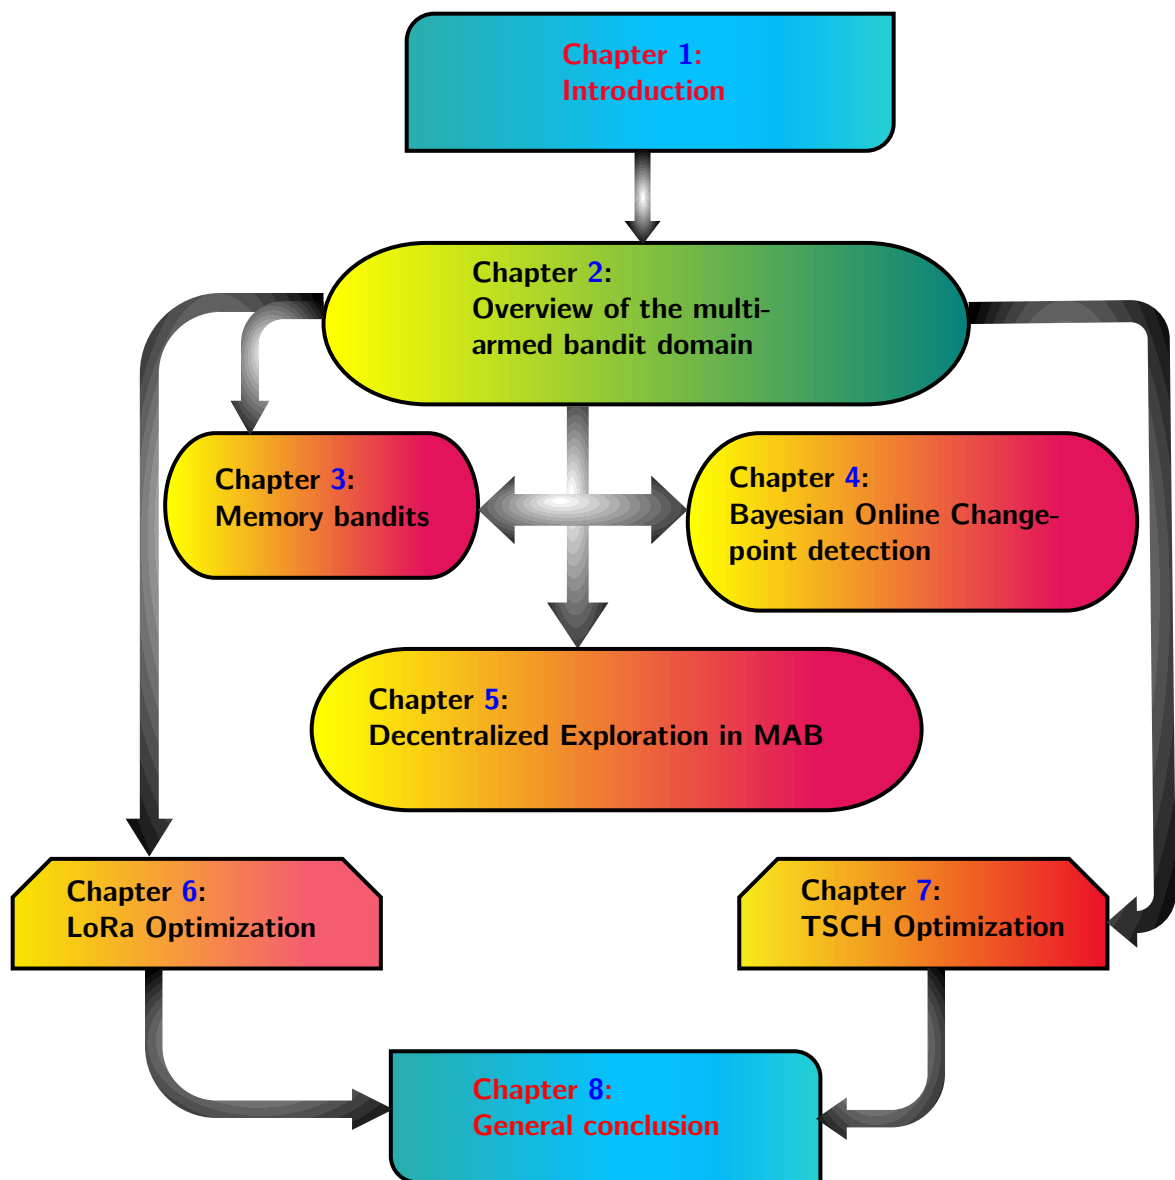 Chapter 1:
Introduction
Chapter 2:
Overview of the multi-
armed bandit domain
Chapter 3:
Memory bandits
Chapter 4:
Bayesian Online Change-
point detection
Chapter 5:
Decentralized Exploration in MAB
Chapter 6:
LoRa Optimization
Chapter 7:
TSCH Optimization
Chapter 8:
General conclusion